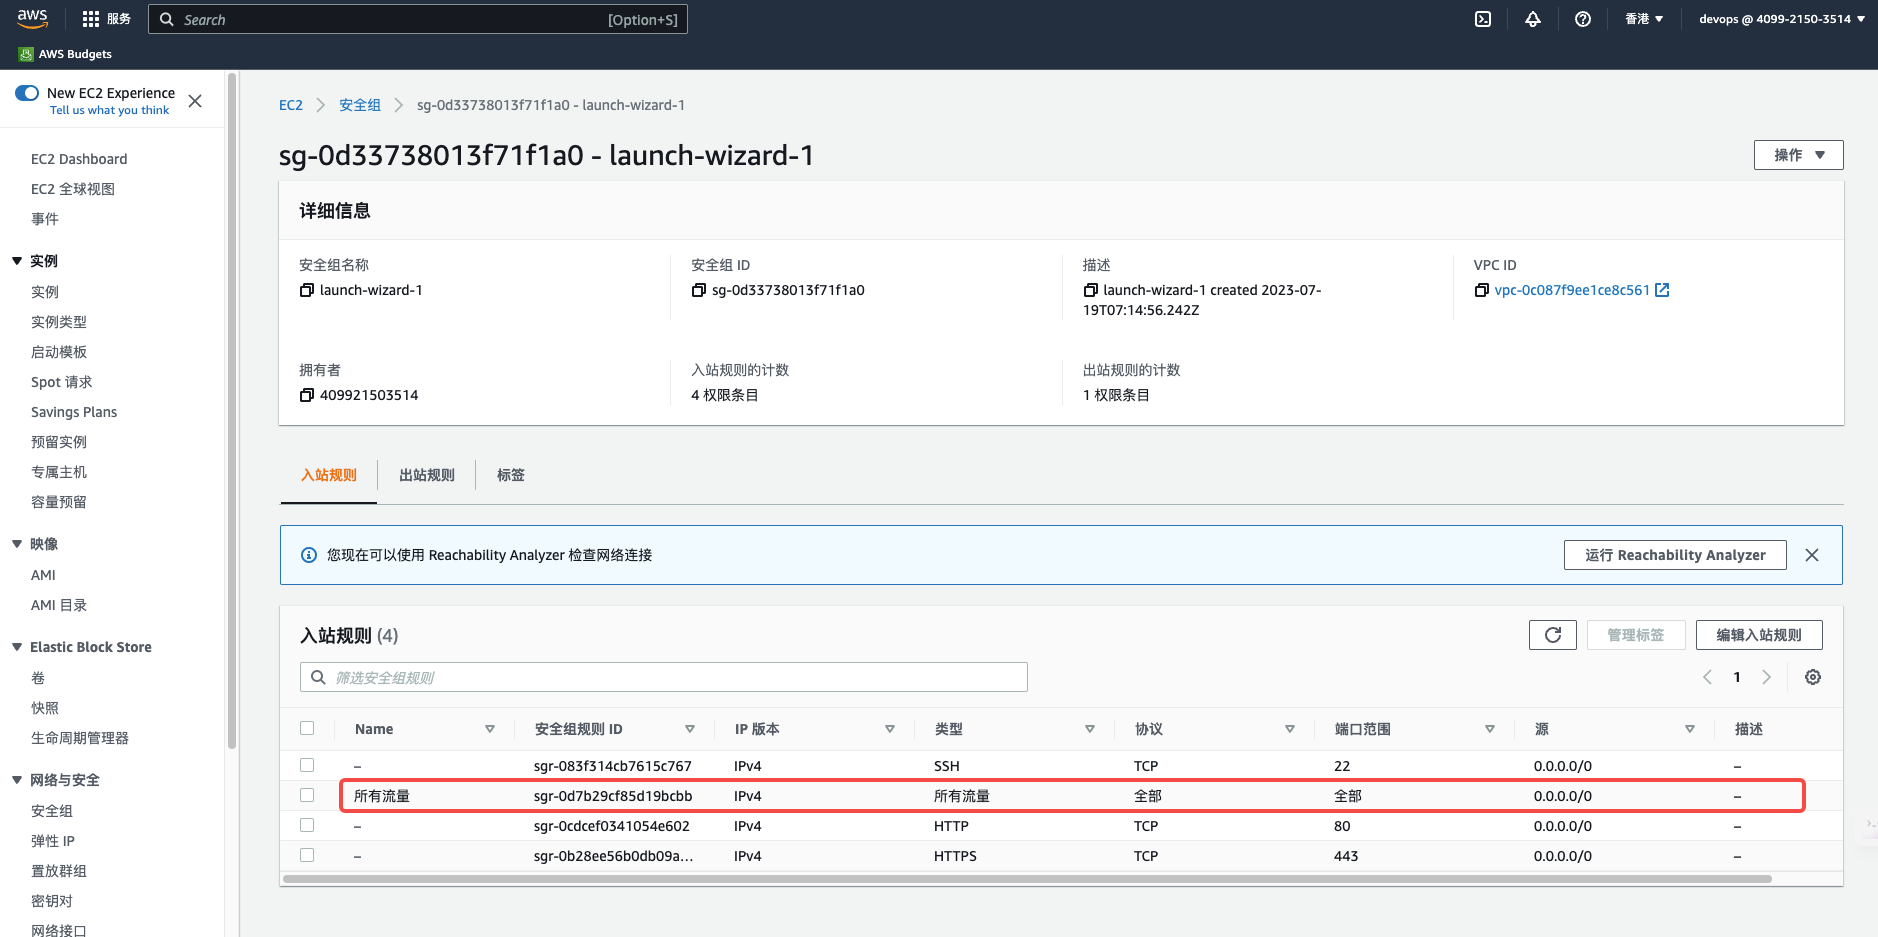 aws
服务
Search
[Option+S]
香港
devops @ 4099-2150-3514
AWS Budgets
New EC2 Experience
Tell us what you think
EC2 Dashboard
EC2 全球视图
事件
实例
实例
实例类型
启动模板
Spot 请求
Savings Plans
预留实例
专属主机
容量预留
映像
AMI
AMI 目录
Elastic Block Store
卷
快照
生命周期管理器
网络与安全
安全组
弹性 IP
置放群组
密钥对
网络接口
EC2 安全组 sg-0d33738013f71f1a0 - launch-wizard-1
sg-0d33738013f71f1a0 - launch-wizard-1
操作
详细信息
安全组名称
launch-wizard-1
安全组 ID
sg-0d33738013f71f1a0
描述
launch-wizard-1 created 2023-07-
19T07:14:56.242Z
VPC ID
vpc-0c087f9ee1ce8c561
拥有者
409921503514
入站规则的计数
4 权限条目
出站规则的计数
1 权限条目
入站规则
出站规则
标签
您现在可以使用 Reachability Analyzer 检查网络连接
运行 Reachability Analyzer
入站规则 (4)
管理标签
编辑入站规则
筛选安全组规则
1
Name 安全组规则 ID IP 版本 类型 协议 端口范围 源 描述
– sgr-083f314cb7615c767 IPv4 SSH TCP 22 0.0.0.0/0 –
所有流量 sgr-0d7b29cf85d19bcbb IPv4 所有流量 全部 全部 0.0.0.0/0 –
– sgr-0cdcef0341054e602 IPv4 HTTP TCP 80 0.0.0.0/0 –
– sgr-0b28ee56b0db09a... IPv4 HTTPS TCP 443 0.0.0.0/0 –